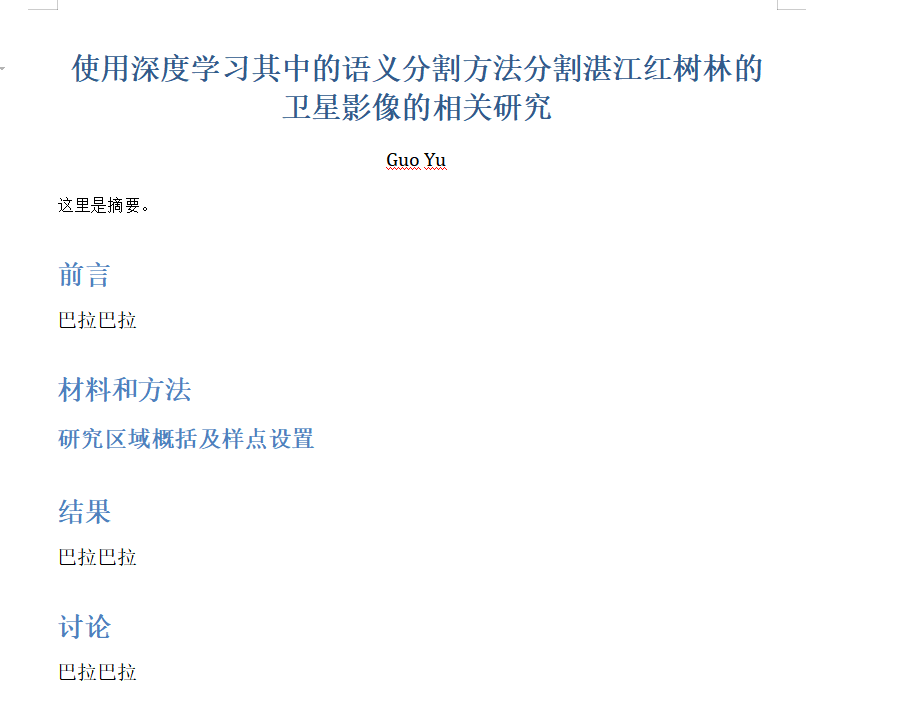 使用深度学习其中的语义分割方法分割湛江红树林的
卫星影像的相关研究
Guo Yu
这里是摘要。
前言
巴拉巴拉
材料和方法
研究区域概括及样点设置
结果
巴拉巴拉
讨论
巴拉巴拉